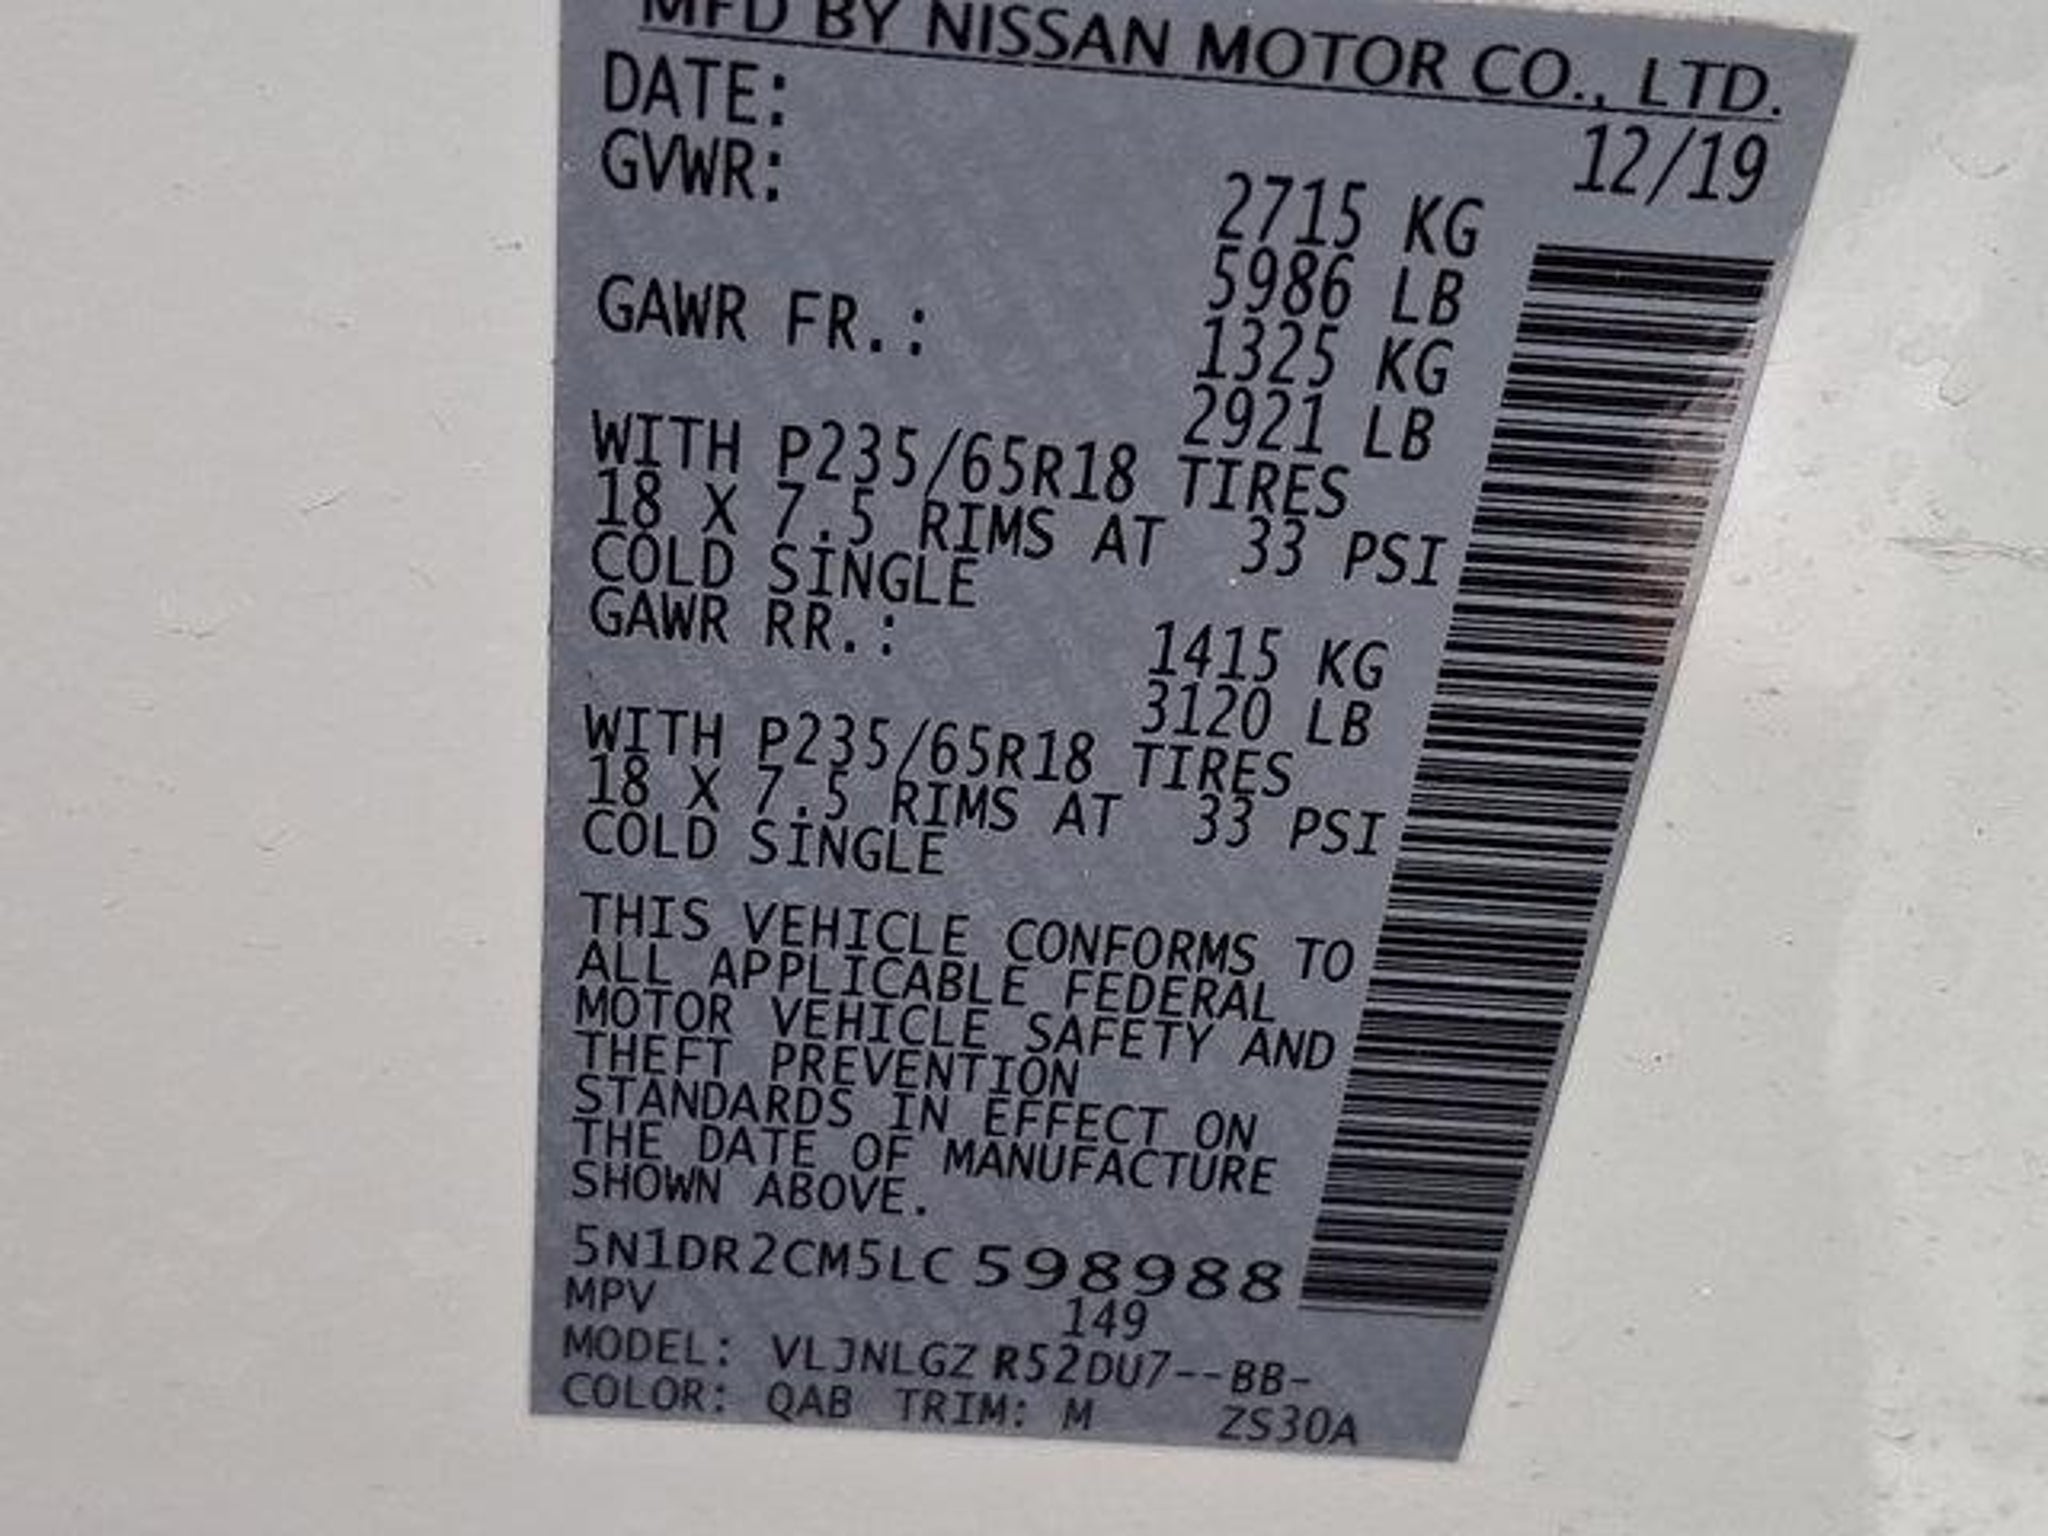 MFD BY NISSAN MOTOR CO., LTD.
DATE: 12/19
GVWR: 2715 KG
5986 LB
GAWR FR.: 1325 KG
2921 LB
WITH P235/65R18 TIRES
18 X 7.5 RIMS AT 33 PSI
COLD SINGLE
GAWR RR.: 1415 KG
3120 LB
WITH P235/65R18 TIRES
18 X 7.5 RIMS AT 33 PSI
COLD SINGLE
THIS VEHICLE CONFORMS TO
ALL APPLICABLE FEDERAL
MOTOR VEHICLE SAFETY AND
THEFT PREVENTION
STANDARDS IN EFFECT ON
THE DATE OF MANUFACTURE
SHOWN ABOVE.
5N1DR2CM5LC598988
MPV 149
MODEL: VLJNLGZ R52DU7--BB-
COLOR: QAB TRIM: M ZS30A